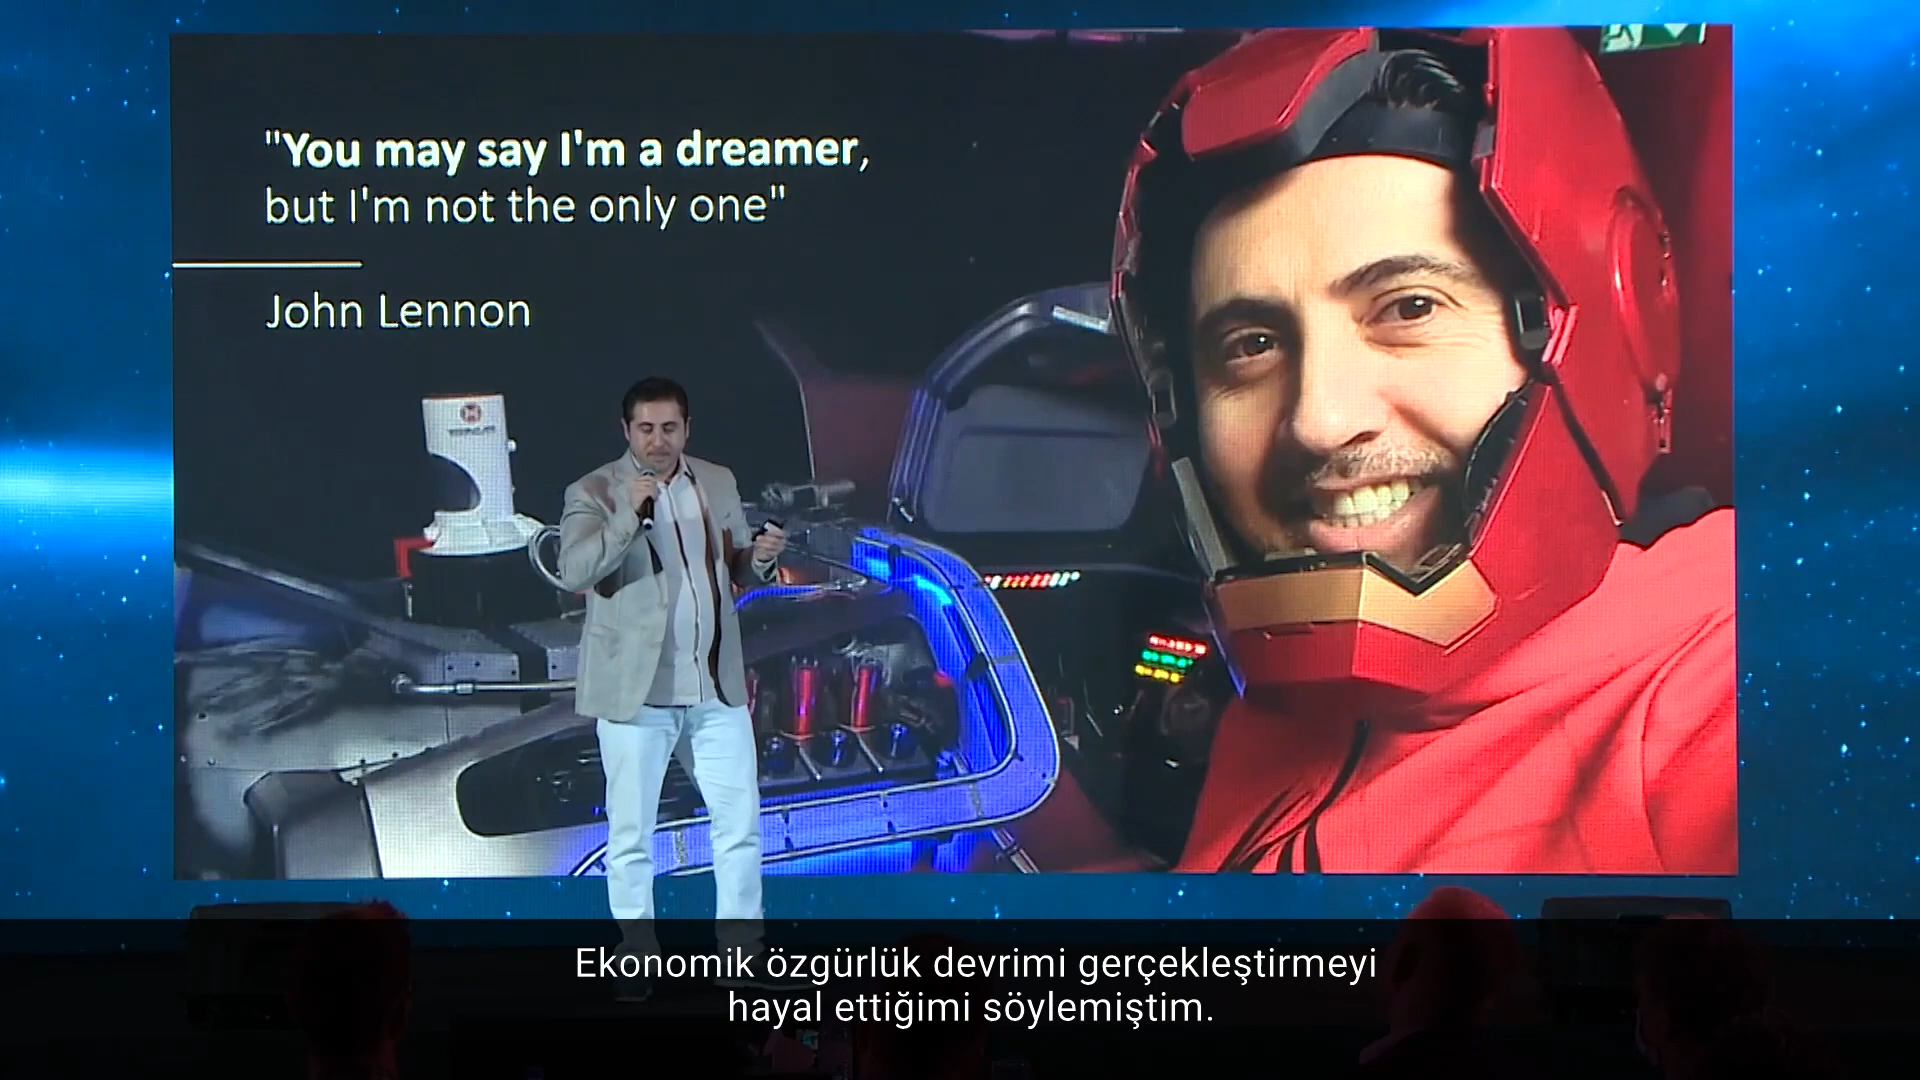 "You may say I'm a dreamer,
but I'm not the only one"
John Lennon
Ekonomik özgürlük devrimi gerçekleştirmeyi
hayal ettiğimi söylemiştim.